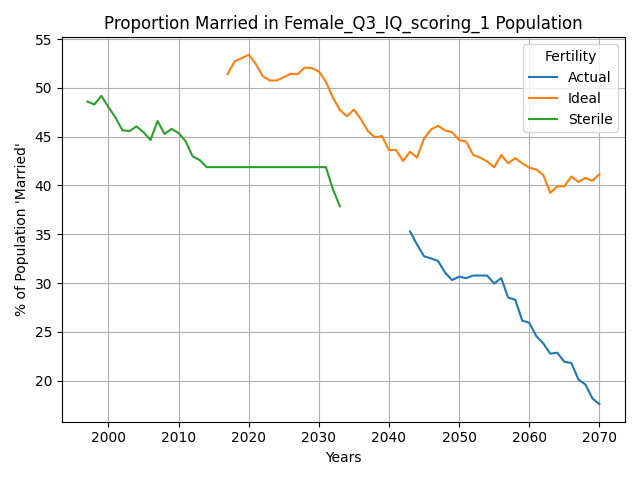 Proportion Married in Female_Q3_IQ_scoring_1 Population
% of Population 'Married'
55
50
45
40
35
30
25
20
Fertility
Actual
Ideal
Sterile
2000 2010 2020 2030 2040 2050 2060 2070
Years